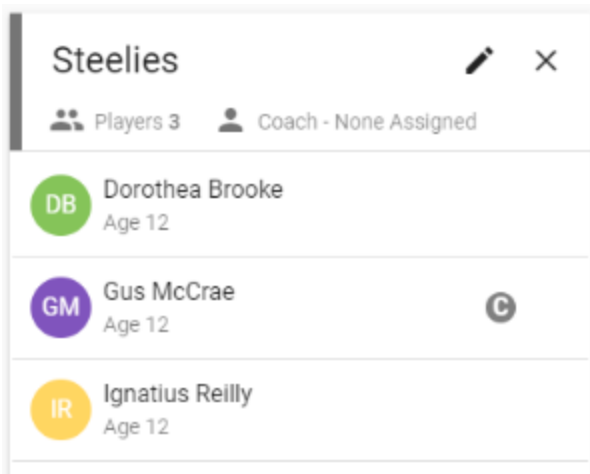 Steelies
Players 3 Coach - None Assigned
DB Dorothea Brooke
Age 12
GM Gus McCrae C
Age 12
IR Ignatius Reilly
Age 12